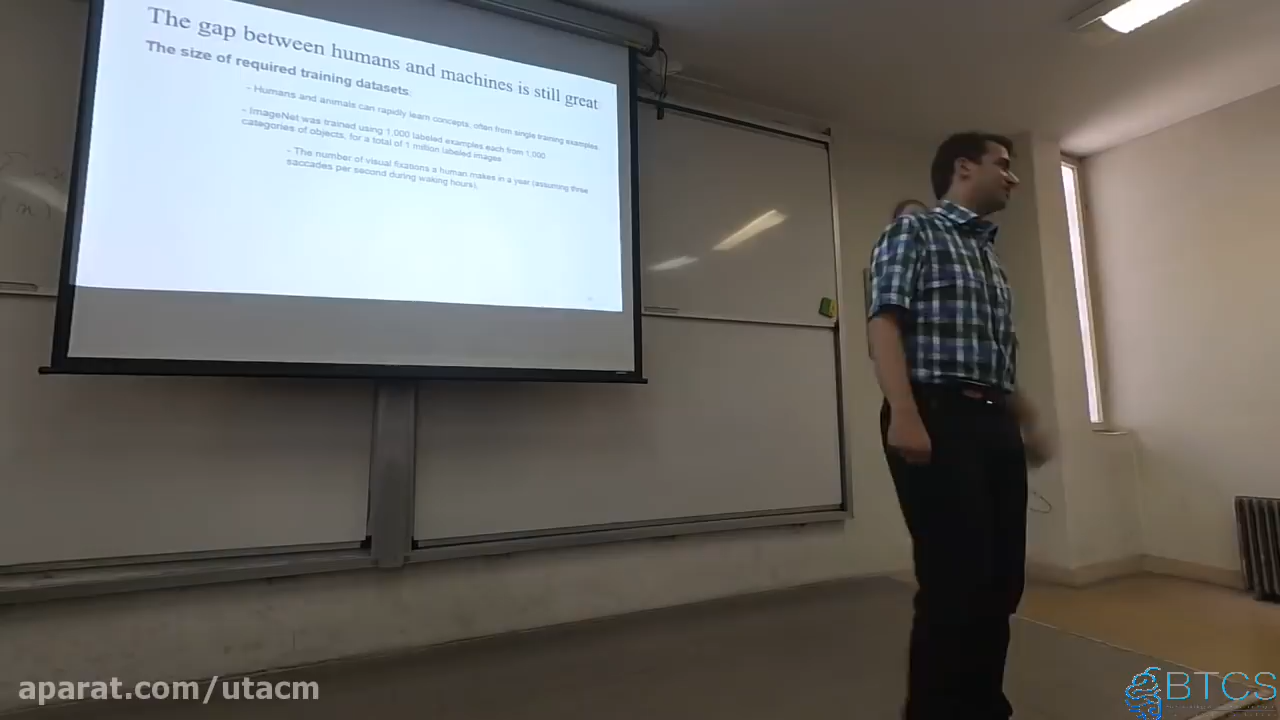 The gap between humans and machines is still great
The size of required training datasets:
- Humans and animals can rapidly learn concepts, often from single training examples.
- ImageNet was trained using 1,000 labeled examples each from 1,000
categories of objects, for a total of 1 million labeled images
- The number of visual fixations a human makes in a year (assuming three
saccades per second during waking hours).
aparat.com/utacm
BTCS